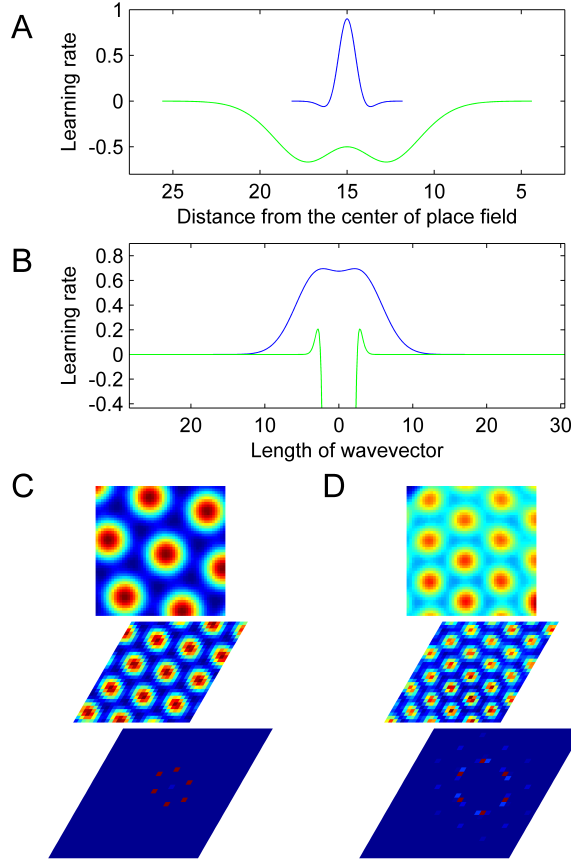 A
Learning rate
1
0.5
0
-0.5
25 20 15 10 5
Distance from the center of place field
B
Learning rate
0.8
0.6
0.4
0.2
0
-0.2
-0.4
20 10 0 10 20 30
Length of wavevector
C D